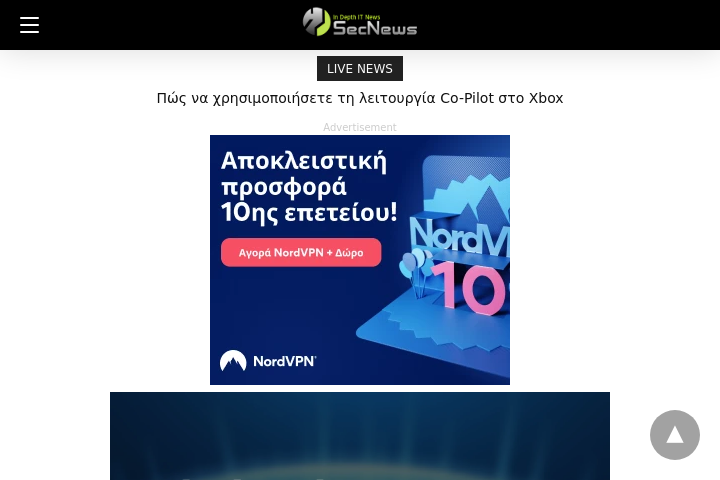 In Depth IT News
SecNews
LIVE NEWS
Πώς να χρησιμοποιήσετε τη λειτουργία Co-Pilot στο Xbox
Advertisement
Αποκλειστική
προσφορά
10ης επετείου!
Αγορά NordVPN + Δώρο
NordV
10
NordVPN